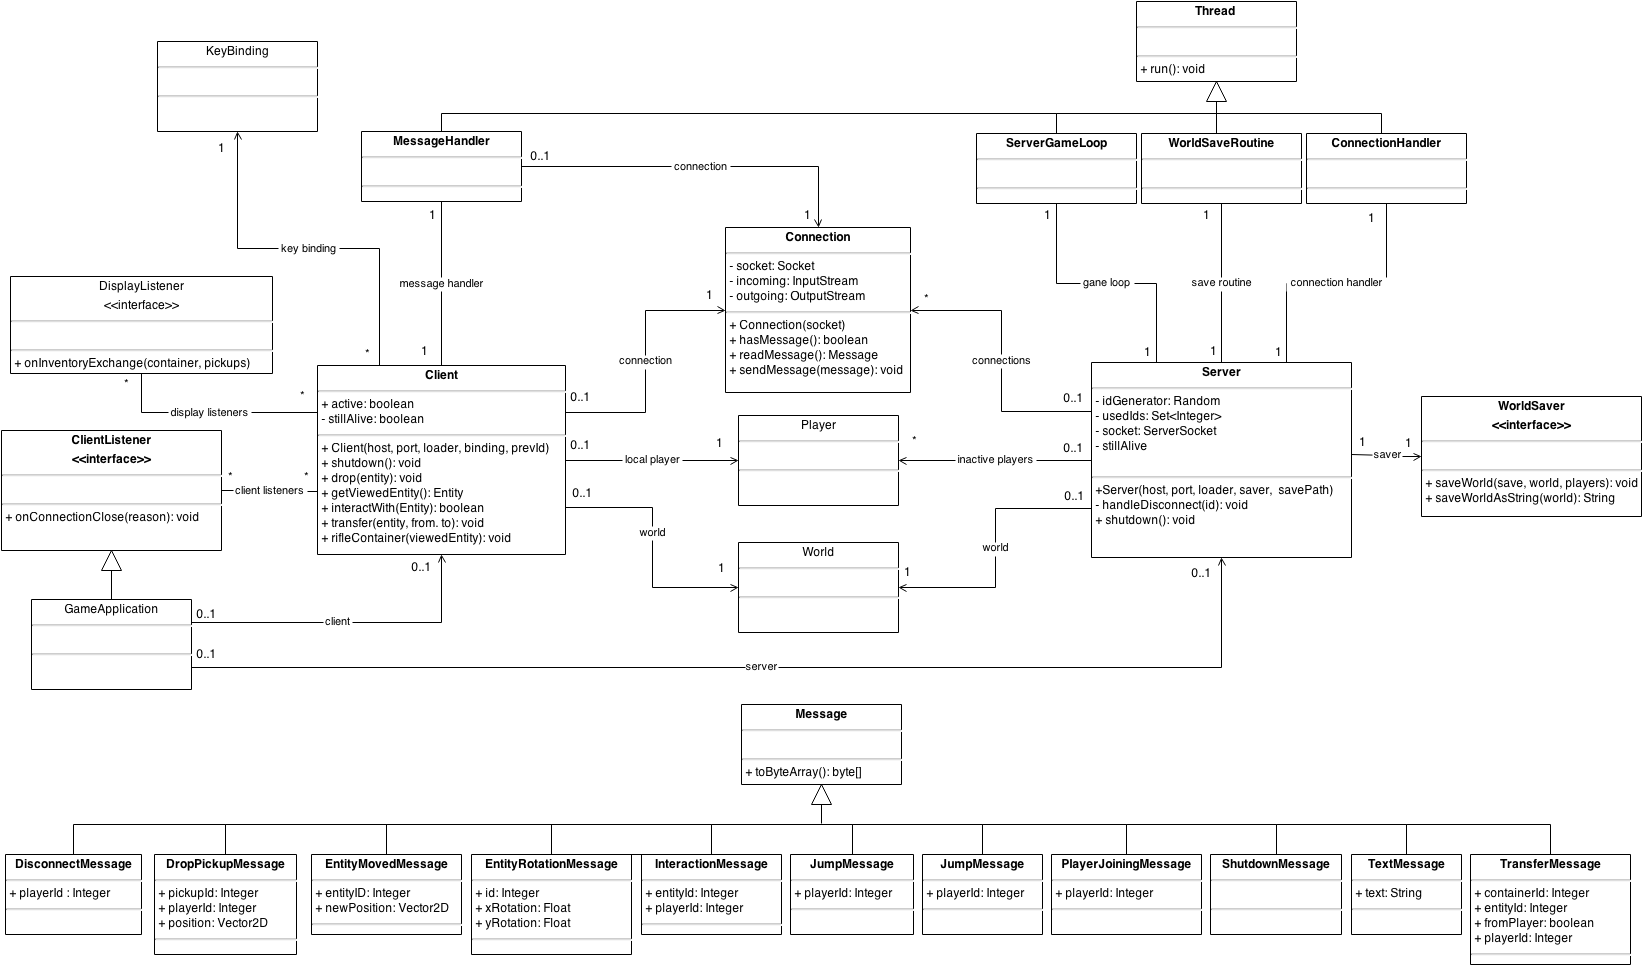 Thread
+ run(): void
KeyBinding
1
MessageHandler
0..1
connection
1
1
ServerGameLoop
WorldSaveRoutine
ConnectionHandler
1
1
1
key binding
message handler
*
1
Connection
- socket: Socket
- incoming: InputStream
- outgoing: OutputStream
+ Connection(socket)
+ hasMessage(): boolean
+ readMessage(): Message
+ sendMessage(message): void
gane loop
save routine
connection handler
1
1
1
DisplayListener
<<interface>>
+ onInventoryExchange(container, pickups)
*
display listeners
*
ClientListener
<<interface>>
+ onConnectionClose(reason): void
*
client listeners
*
Client
+ active: boolean
- stillAlive: boolean
+ Client(host, port, loader, binding, prevId)
+ shutdown(): void
+ drop(entity): void
+ getViewedEntity(): Entity
+ interactWith(Entity): boolean
+ transfer(entity, from. to): void
+ rifleContainer(viewedEntity): void
0..1
connection
1
0..1
local player
1
0..1
world
1
Player
World
*
connections
0..1
*
inactive players
0..1
1
world
0..1
Server
- idGenerator: Random
- usedIds: Set<Integer>
- socket: ServerSocket
- stillAlive
+Server(host, port, loader, saver, savePath)
- handleDisconnect(id): void
+ shutdown(): void
1
saver
1
WorldSaver
<<interface>>
+ saveWorld(save, world, players): void
+ saveWorldAsString(world): String
GameApplication
0..1
client
0..1
0..1
server
0..1
Message
+ toByteArray(): byte[]
DisconnectMessage
+ playerId : Integer
DropPickupMessage
+ pickupId: Integer
+ playerId: Integer
+ position: Vector2D
EntityMovedMessage
+ entityID: Integer
+ newPosition: Vector2D
EntityRotationMessage
+ id: Integer
+ xRotation: Float
+ yRotation: Float
InteractionMessage
+ entityId: Integer
+ playerId: Integer
JumpMessage
+ playerId: Integer
JumpMessage
+ playerId: Integer
PlayerJoiningMessage
+ playerId: Integer
ShutdownMessage
TextMessage
+ text: String
TransferMessage
+ containerId: Integer
+ entityId: Integer
+ fromPlayer: boolean
+ playerId: Integer